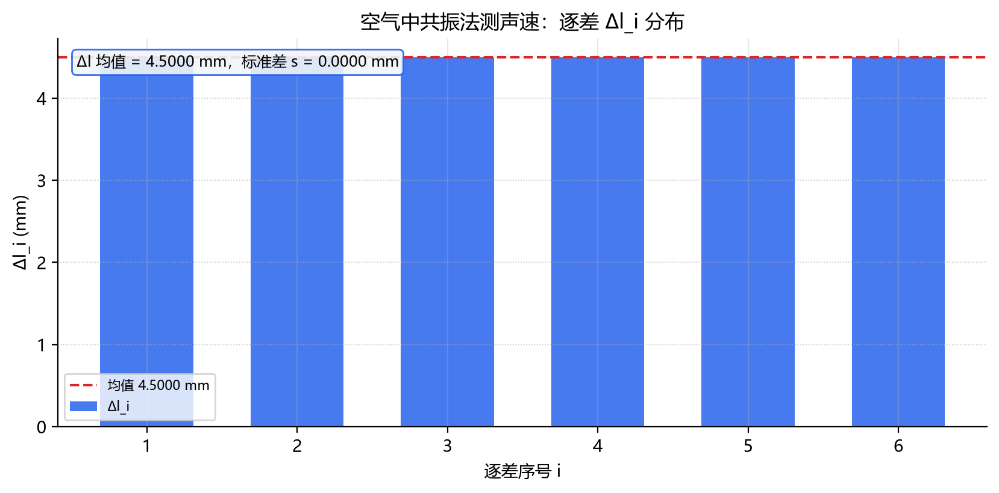 空气中共振法测声速：逐差 Δl_i 分布
Δl 均值 = 4.5000 mm，标准差 s = 0.0000 mm
Δl_i (mm)
4
3
2
1
0
均值 4.5000 mm
Δl_i
1 2 3 4 5 6
逐差序号 i